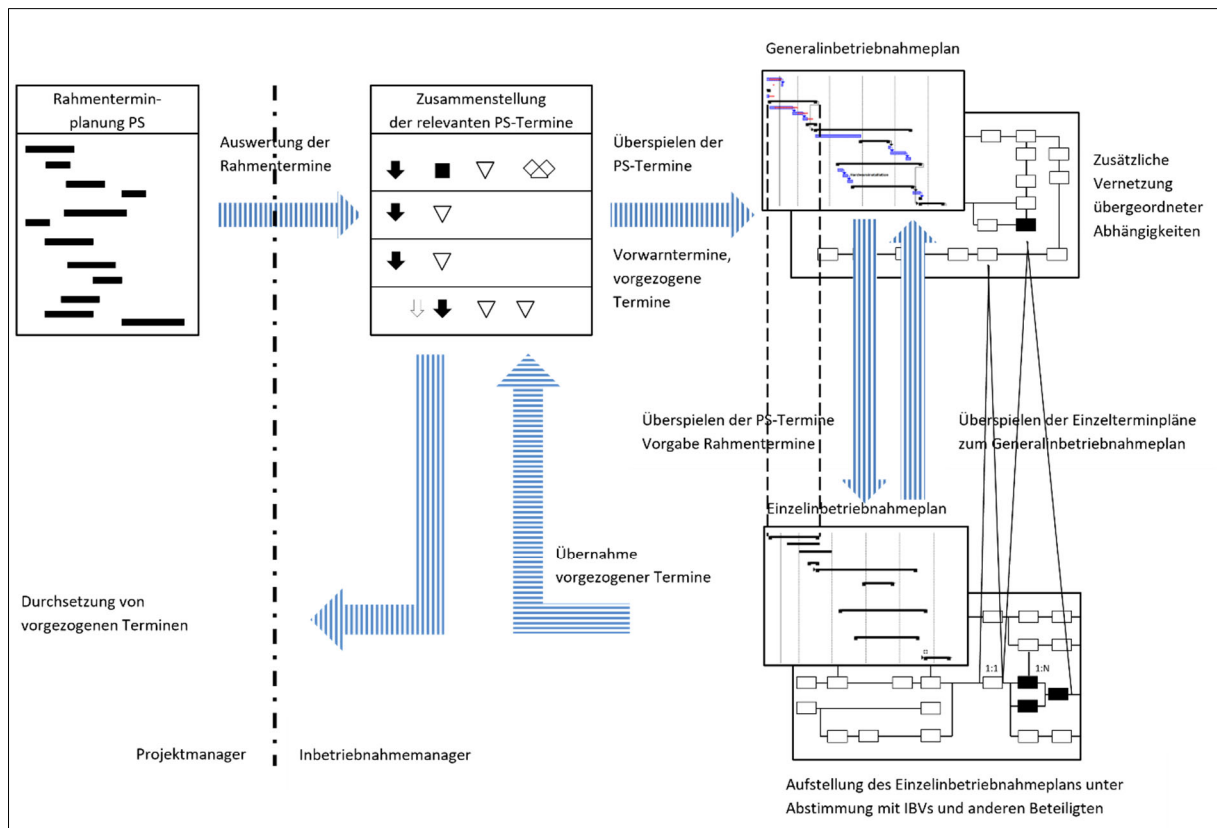 Generalinbetriebnahmeplan
Rahmentermin-
planung PS
Auswertung der
Rahmentermine
Zusammenstellung
der relevanten PS-Termine
Überspielen der
PS-Termine
Vorwarntermine,
vorgezogene
Termine
Zusätzliche
Vernetzung
übergeordneter
Abhängigkeiten
Überspielen der PS-Termine
Vorgabe Rahmentermine
Überspielen der Einzelterminpläne
zum Generalinbetriebnahmeplan
Einzelinbetriebnahmeplan
Übernahme
vorgezogener Termine
Durchsetzung von
vorgezogenen Terminen
1:1
1:N
Projektmanager
Inbetriebnahmemanager
Aufstellung des Einzelinbetriebnahmeplans unter
Abstimmung mit IBVs und anderen Beteiligten